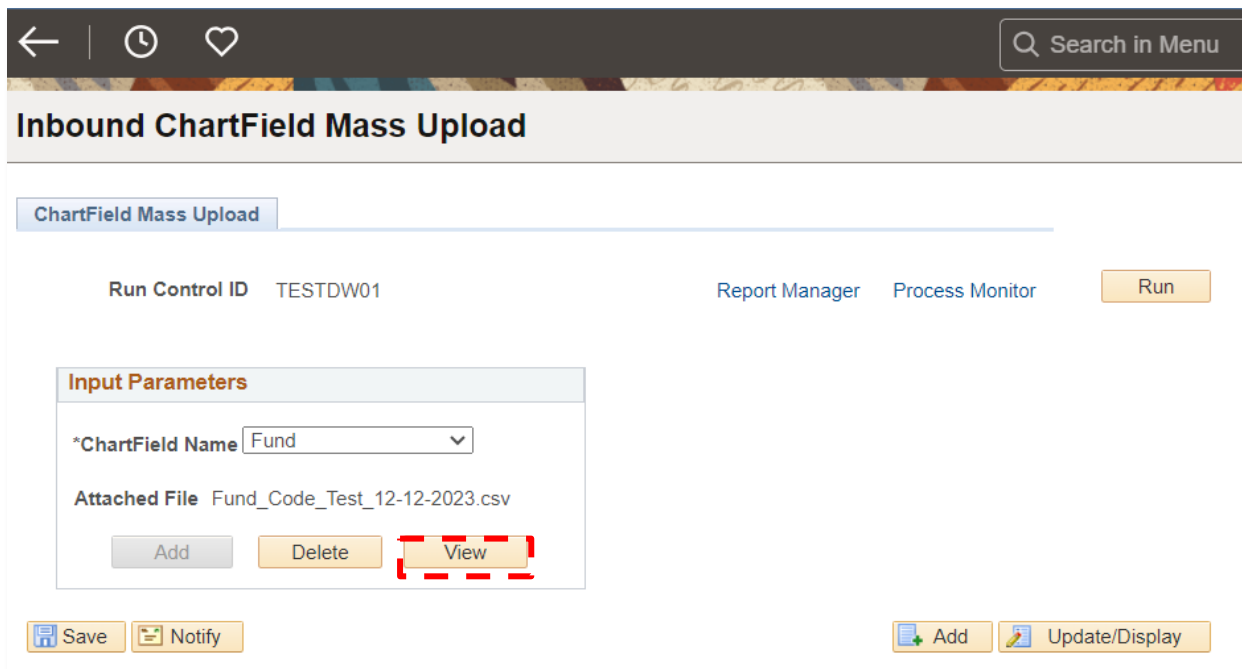 Search in Menu
Inbound ChartField Mass Upload
ChartField Mass Upload
Run Control ID TESTDW01 Report Manager Process Monitor Run
Input Parameters
*ChartField Name Fund
Attached File Fund_Code_Test_12-12-2023.csv
Add Delete View
Save Notify Add Update/Display